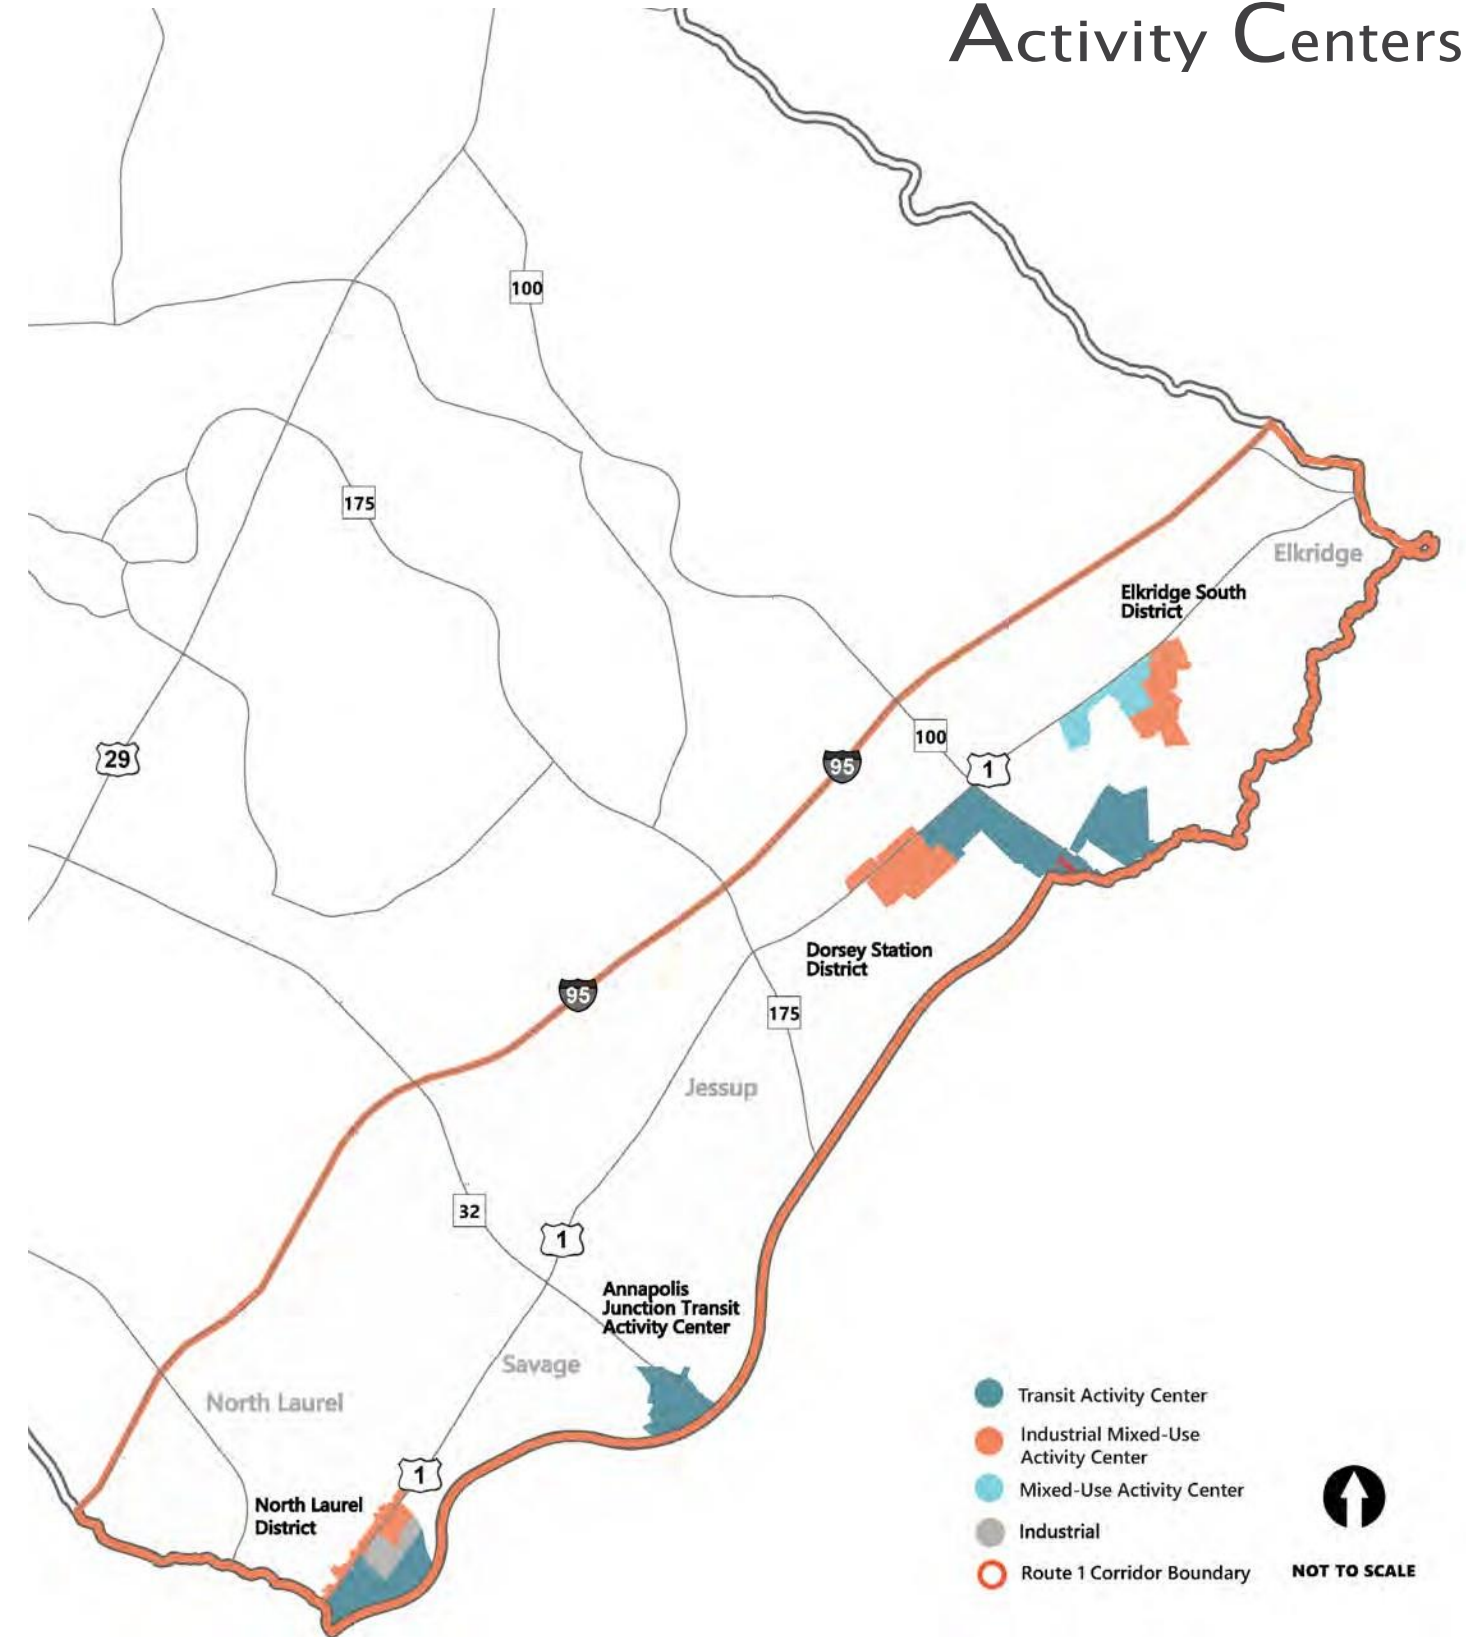 Activity Centers
100
175
Elkridge
Elkridge South
District
29
100
1
95
Dorsey Station
District
95
175
Jessup
32
1
Annapolis
Junction Transit
Activity Center
Savage
North Laurel
1
North Laurel
District
Transit Activity Center
Industrial Mixed-Use
Activity Center
Mixed-Use Activity Center
Industrial
Route 1 Corridor Boundary
NOT TO SCALE